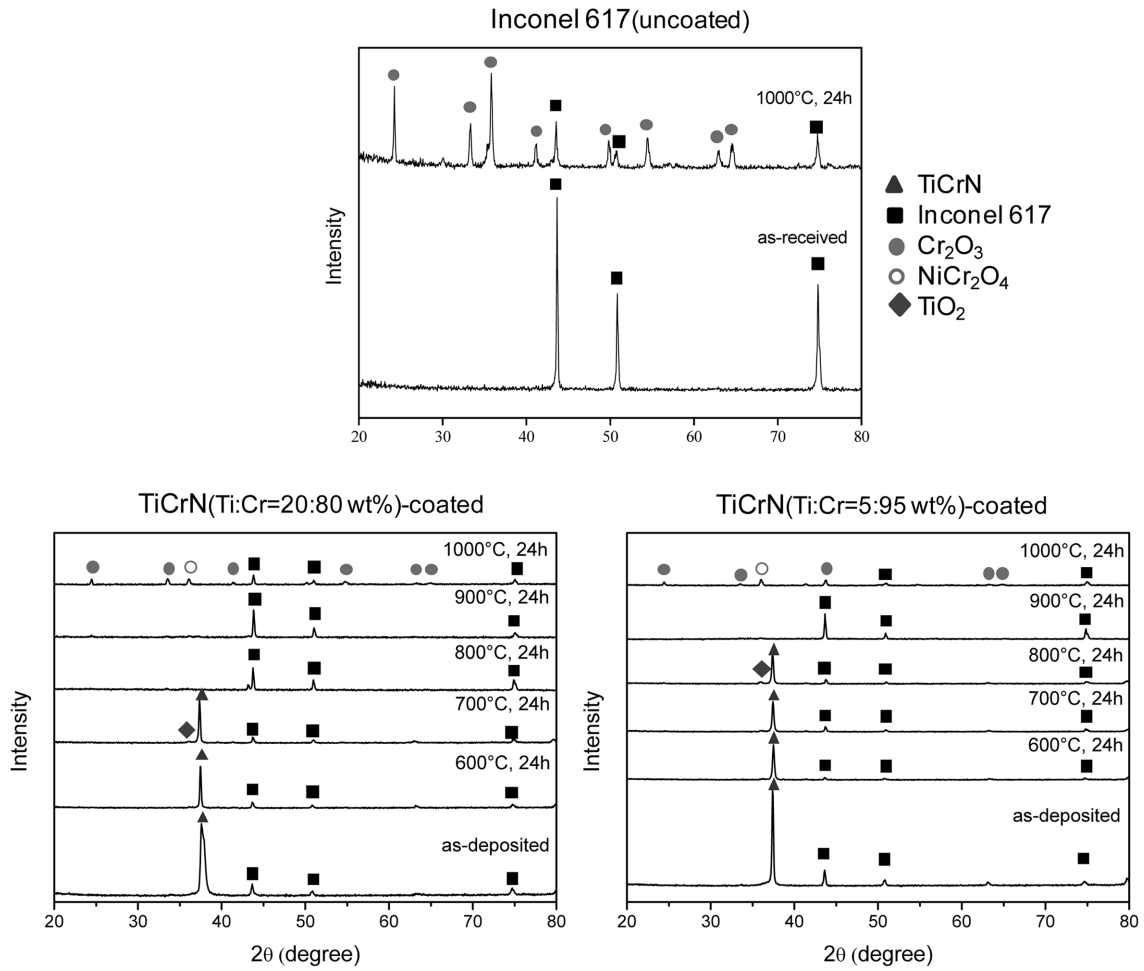 Inconel 617(uncoated)
1000°C, 24h
as-received
Intensity
20 30 40 50 60 70 80
TiCrN
Inconel 617
Cr₂O₃
NiCr₂O₄
TiO₂
TiCrN(Ti:Cr=20:80 wt%)-coated
1000°C, 24h
900°C, 24h
800°C, 24h
700°C, 24h
600°C, 24h
as-deposited
Intensity
20 30 40 50 60 70 80
2θ (degree)
TiCrN(Ti:Cr=5:95 wt%)-coated
1000°C, 24h
900°C, 24h
800°C, 24h
700°C, 24h
600°C, 24h
as-deposited
Intensity
20 30 40 50 60 70 80
2θ (degree)